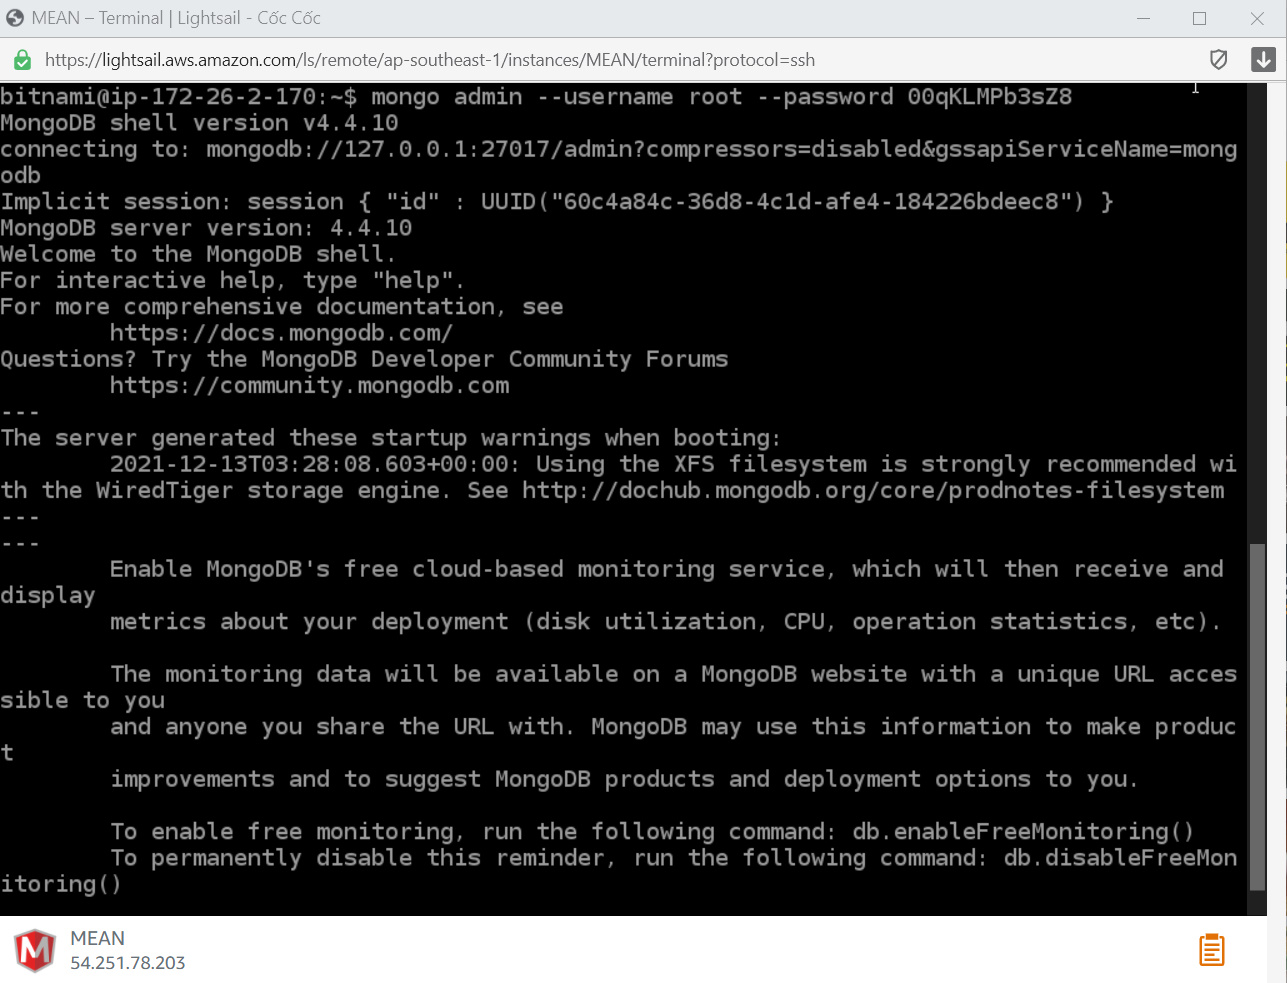 MEAN – Terminal | Lightsail - Cốc Cốc
https://lightsail.aws.amazon.com/ls/remote/ap-southeast-1/instances/MEAN/terminal?protocol=ssh
bitnami@ip-172-26-2-170:~$ mongo admin --username root --password 00qKLMPb3sZ8
MongoDB shell version v4.4.10
connecting to: mongodb://127.0.0.1:27017/admin?compressors=disabled&gssapiServiceName=mong
odb
Implicit session: session { "id" : UUID("60c4a84c-36d8-4c1d-afe4-184226bdeec8") }
MongoDB server version: 4.4.10
Welcome to the MongoDB shell.
For interactive help, type "help".
For more comprehensive documentation, see
https://docs.mongodb.com/
Questions? Try the MongoDB Developer Community Forums
https://community.mongodb.com
---
The server generated these startup warnings when booting:
2021-12-13T03:28:08.603+00:00: Using the XFS filesystem is strongly recommended wi
th the WiredTiger storage engine. See http://dochub.mongodb.org/core/prodnotes-filesystem
---
---
Enable MongoDB's free cloud-based monitoring service, which will then receive and
display
metrics about your deployment (disk utilization, CPU, operation statistics, etc).
The monitoring data will be available on a MongoDB website with a unique URL acces
sible to you
and anyone you share the URL with. MongoDB may use this information to make produc
t
improvements and to suggest MongoDB products and deployment options to you.
To enable free monitoring, run the following command: db.enableFreeMonitoring()
To permanently disable this reminder, run the following command: db.disableFreeMon
itoring()
MEAN
54.251.78.203